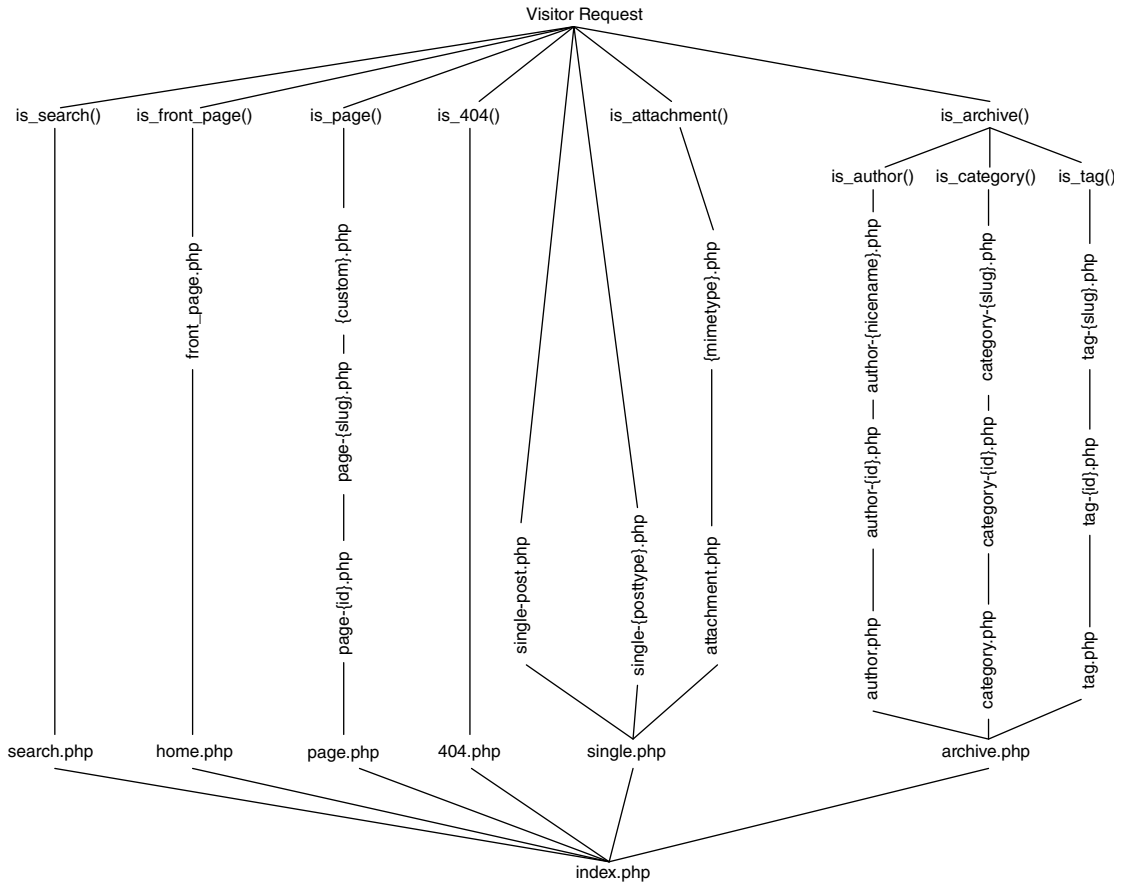 Visitor Request
is_search()
is_front_page()
is_page()
is_404()
is_attachment()
is_archive()
is_author()
is_category()
is_tag()
front_page.php
{custom}.php
page-{slug}.php
page-{id}.php
single-post.php
single-{posttype}.php
{mimetype}.php
attachment.php
author-{nicename}.php
author-{id}.php
author.php
category-{slug}.php
category-{id}.php
category.php
tag-{slug}.php
tag-{id}.php
tag.php
search.php
home.php
page.php
404.php
single.php
archive.php
index.php